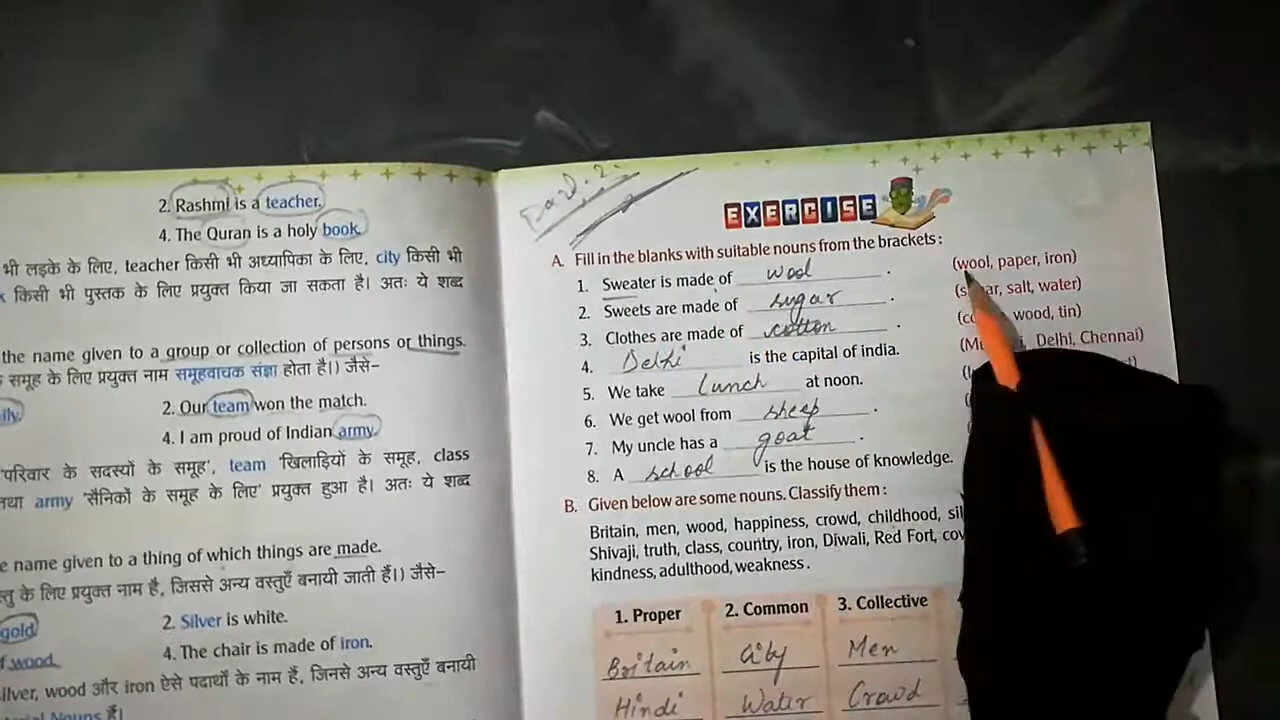 2. Rashmi is a teacher.
4. The Quran is a holy book.
भी लड़के के लिए, teacher किसी भी अध्यापिका के लिए, city किसी भी
किसी भी पुस्तक के लिए प्रयुक्त किया जा सकता है। अतः ये शब्द
the name given to a group or collection of persons or things.
समूह के लिए प्रयुक्त नाम समूहवाचक संज्ञा होता है।) जैसे–
2. Our team won the match.
4. I am proud of Indian army.
'परिवार के सदस्यों के समूह', team 'खिलाड़ियों के समूह, class
तथा army 'सैनिकों के समूह के लिए' प्रयुक्त हुआ है। अतः ये शब्द
name given to a thing of which things are made.
के लिए प्रयुक्त नाम है, जिससे अन्य वस्तुएँ बनायी जाती हैं।) जैसे–
gold
2. Silver is white.
wood
4. The chair is made of iron.
silver, wood और iron ऐसे पदार्थों के नाम हैं, जिनसे अन्य वस्तुएँ बनायी
Nouns हैं।
EXERCISE
A. Fill in the blanks with suitable nouns from the brackets :
1. Sweater is made of wool . (wool, paper, iron)
2. Sweets are made of sugar . salt, water)
3. Clothes are made of cotton . wood, tin)
4. Delhi is the capital of india. Delhi, Chennai)
5. We take lunch at noon.
6. We get wool from sheep .
7. My uncle has a goat .
8. A school is the house of knowledge.
B. Given below are some nouns. Classify them :
Britain, men, wood, happiness, crowd, childhood,
Shivaji, truth, class, country, iron, Diwali, Red Fort,
kindness, adulthood, weakness.
1. Proper 2. Common 3. Collective
Britain City Men
Hindi Water Crowd